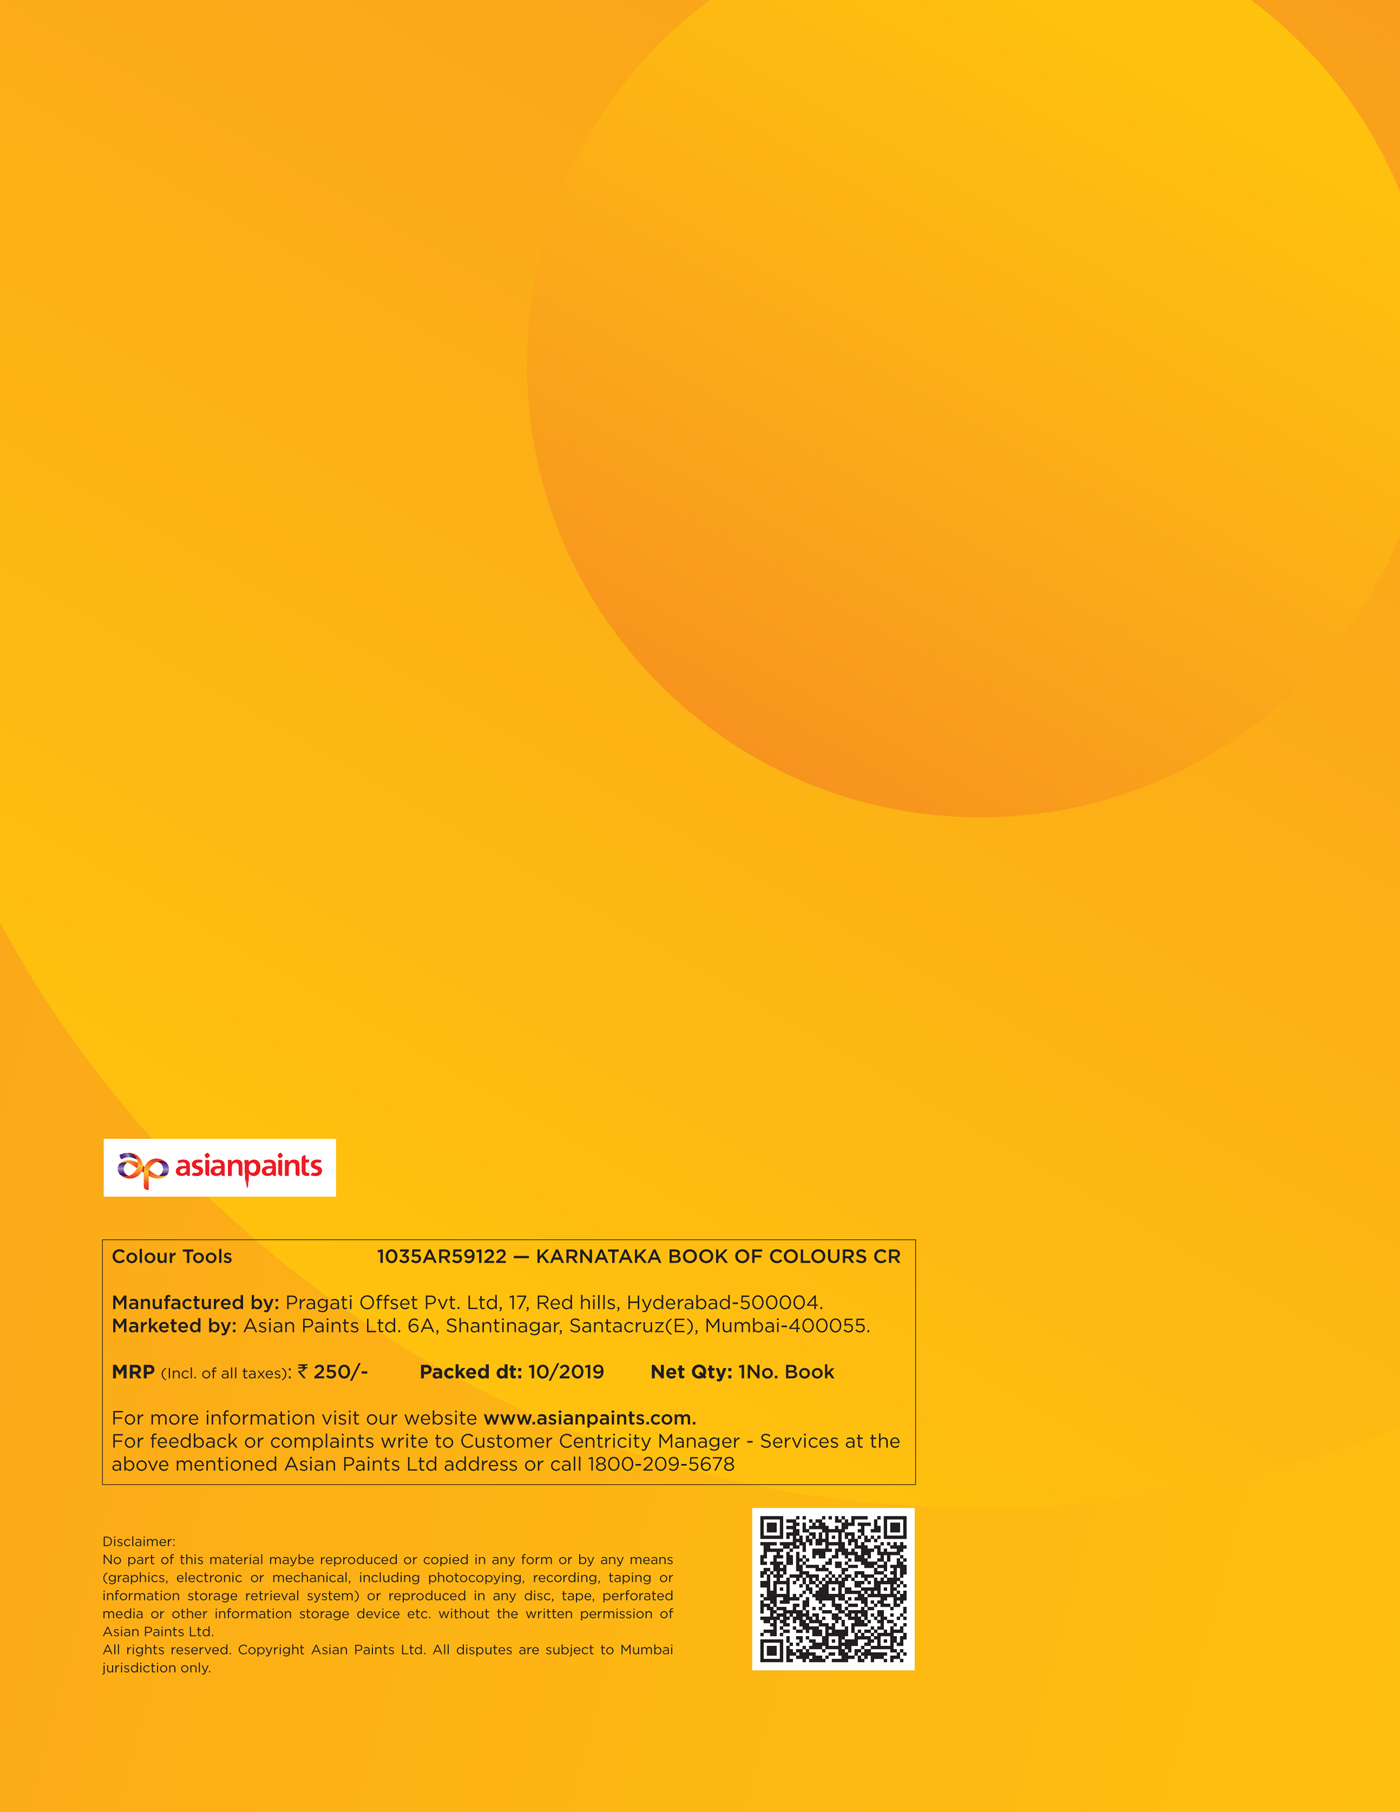 asianpaints
Colour Tools 1035AR59122 — KARNATAKA BOOK OF COLOURS CR
Manufactured by: Pragati Offset Pvt. Ltd, 17, Red hills, Hyderabad-500004.
Marketed by: Asian Paints Ltd. 6A, Shantinagar, Santacruz(E), Mumbai-400055.
MRP (Incl. of all taxes): ₹ 250/- Packed dt: 10/2019 Net Qty: 1No. Book
For more information visit our website www.asianpaints.com.
For feedback or complaints write to Customer Centricity Manager - Services at the
above mentioned Asian Paints Ltd address or call 1800-209-5678
Disclaimer:
No part of this material maybe reproduced or copied in any form or by any means
(graphics, electronic or mechanical, including photocopying, recording, taping or
information storage retrieval system) or reproduced in any disc, tape, perforated
media or other information storage device etc. without the written permission of
Asian Paints Ltd.
All rights reserved. Copyright Asian Paints Ltd. All disputes are subject to Mumbai
jurisdiction only.